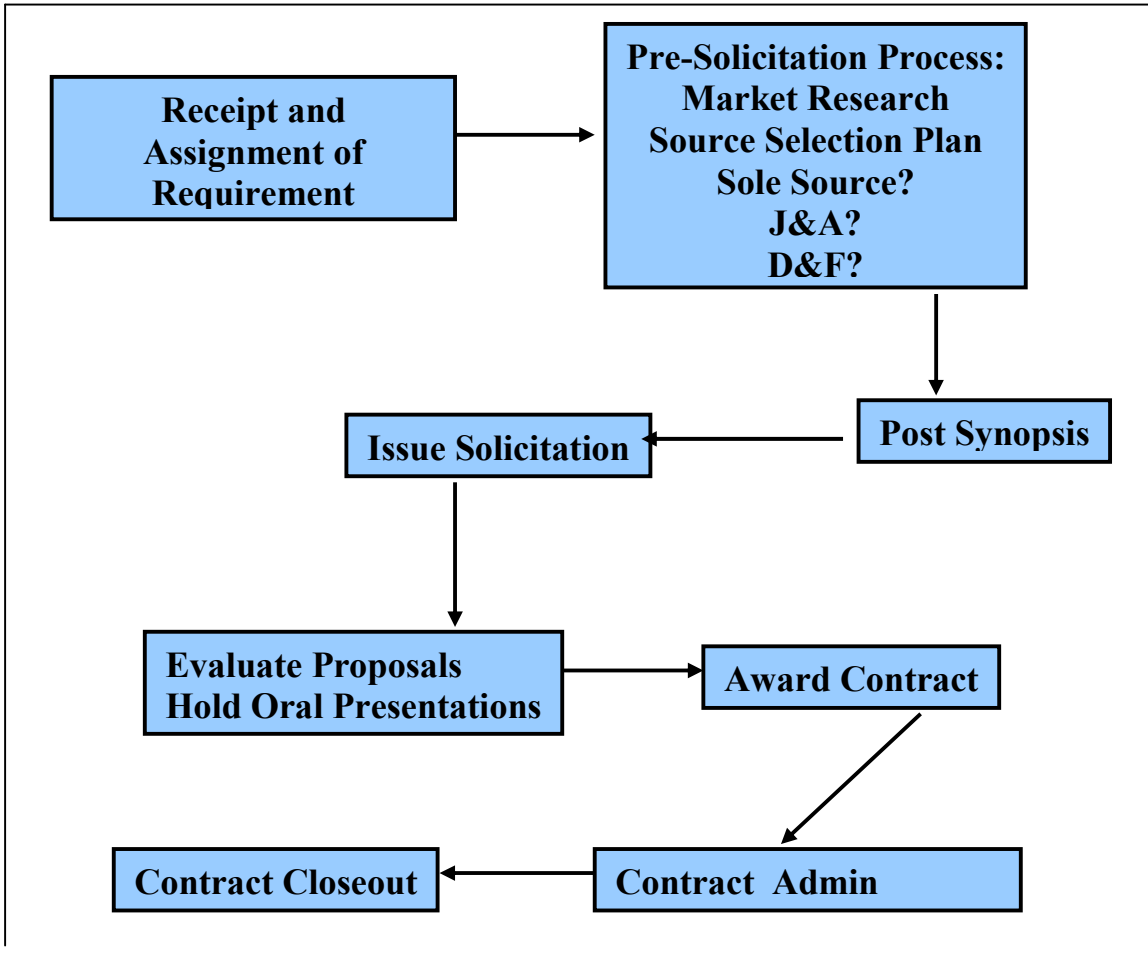 Receipt and
Assignment of
Requirement
Pre-Solicitation Process:
Market Research
Source Selection Plan
Sole Source?
J&A?
D&F?
Post Synopsis
Issue Solicitation
Evaluate Proposals
Hold Oral Presentations
Award Contract
Contract Admin
Contract Closeout